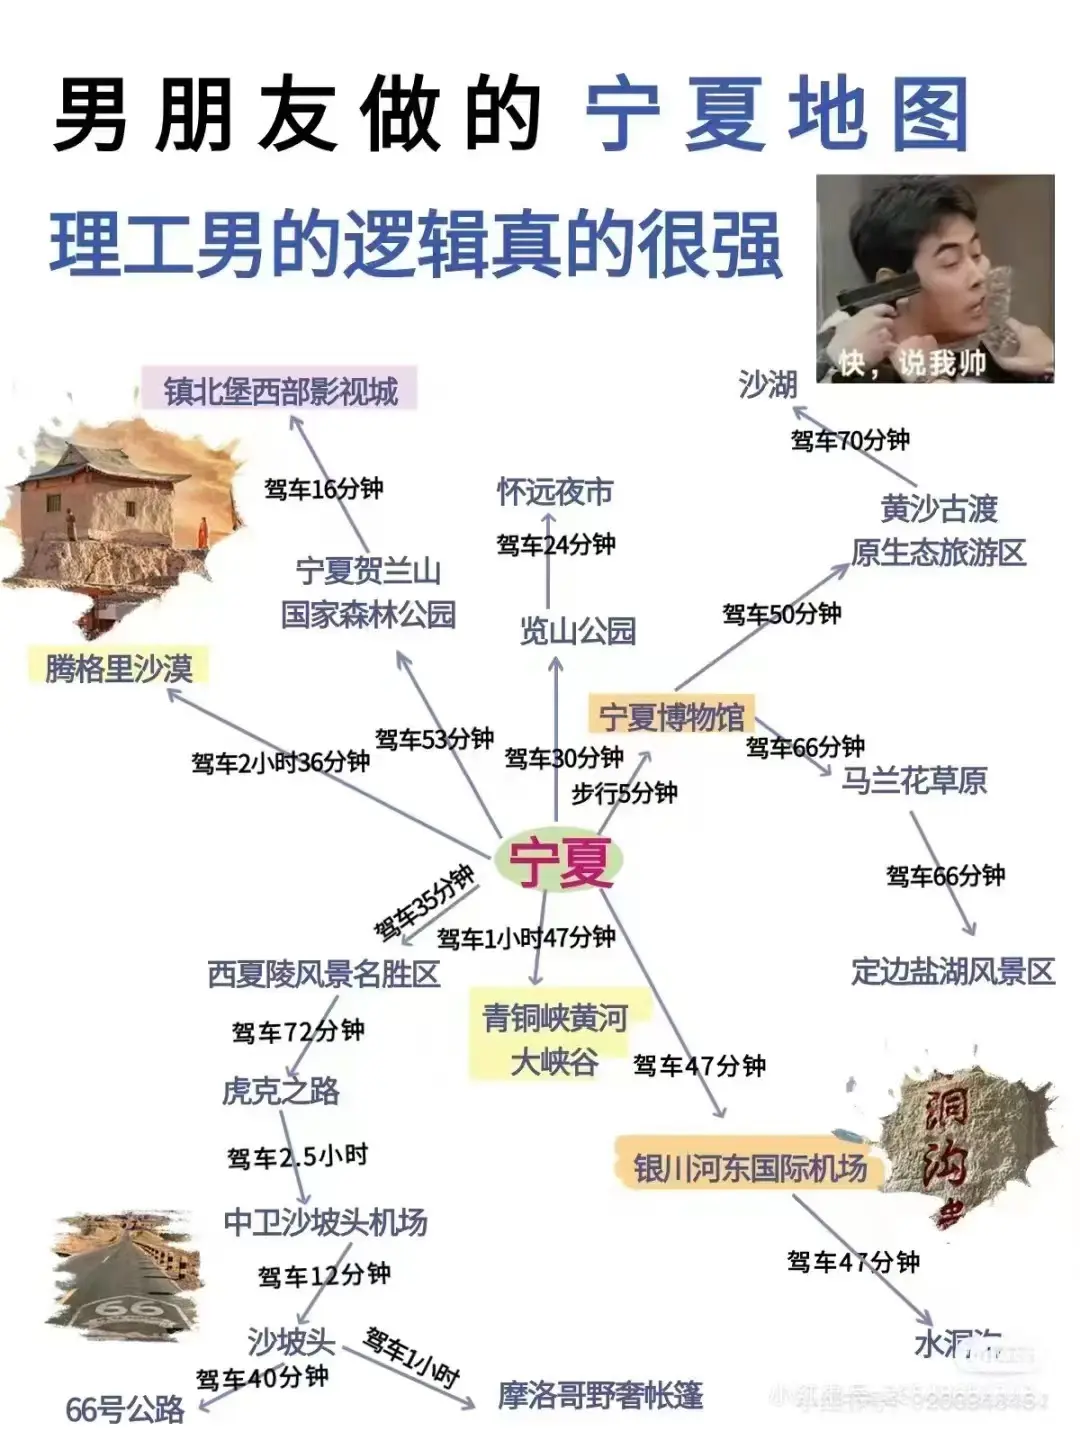 男朋友做的 宁夏地图
理工男的逻辑真的很强
快，说我帅
镇北堡西部影视城
沙湖
驾车70分钟
驾车16分钟
怀远夜市
黄沙古渡
原生态旅游区
驾车24分钟
宁夏贺兰山
国家森林公园
览山公园
驾车50分钟
腾格里沙漠
宁夏博物馆
驾车2小时36分钟
驾车53分钟
驾车30分钟
驾车66分钟
步行5分钟
马兰花草原
宁夏
驾车35分钟
驾车66分钟
驾车1小时47分钟
西夏陵风景名胜区
定边盐湖风景区
青铜峡黄河
大峡谷
驾车72分钟
驾车47分钟
虎克之路
洞
沟
驾车2.5小时
银川河东国际机场
中卫沙坡头机场
驾车12分钟
驾车47分钟
66
沙坡头
驾车1小时
水洞沟
驾车40分钟
66号公路
摩洛哥野奢帐篷